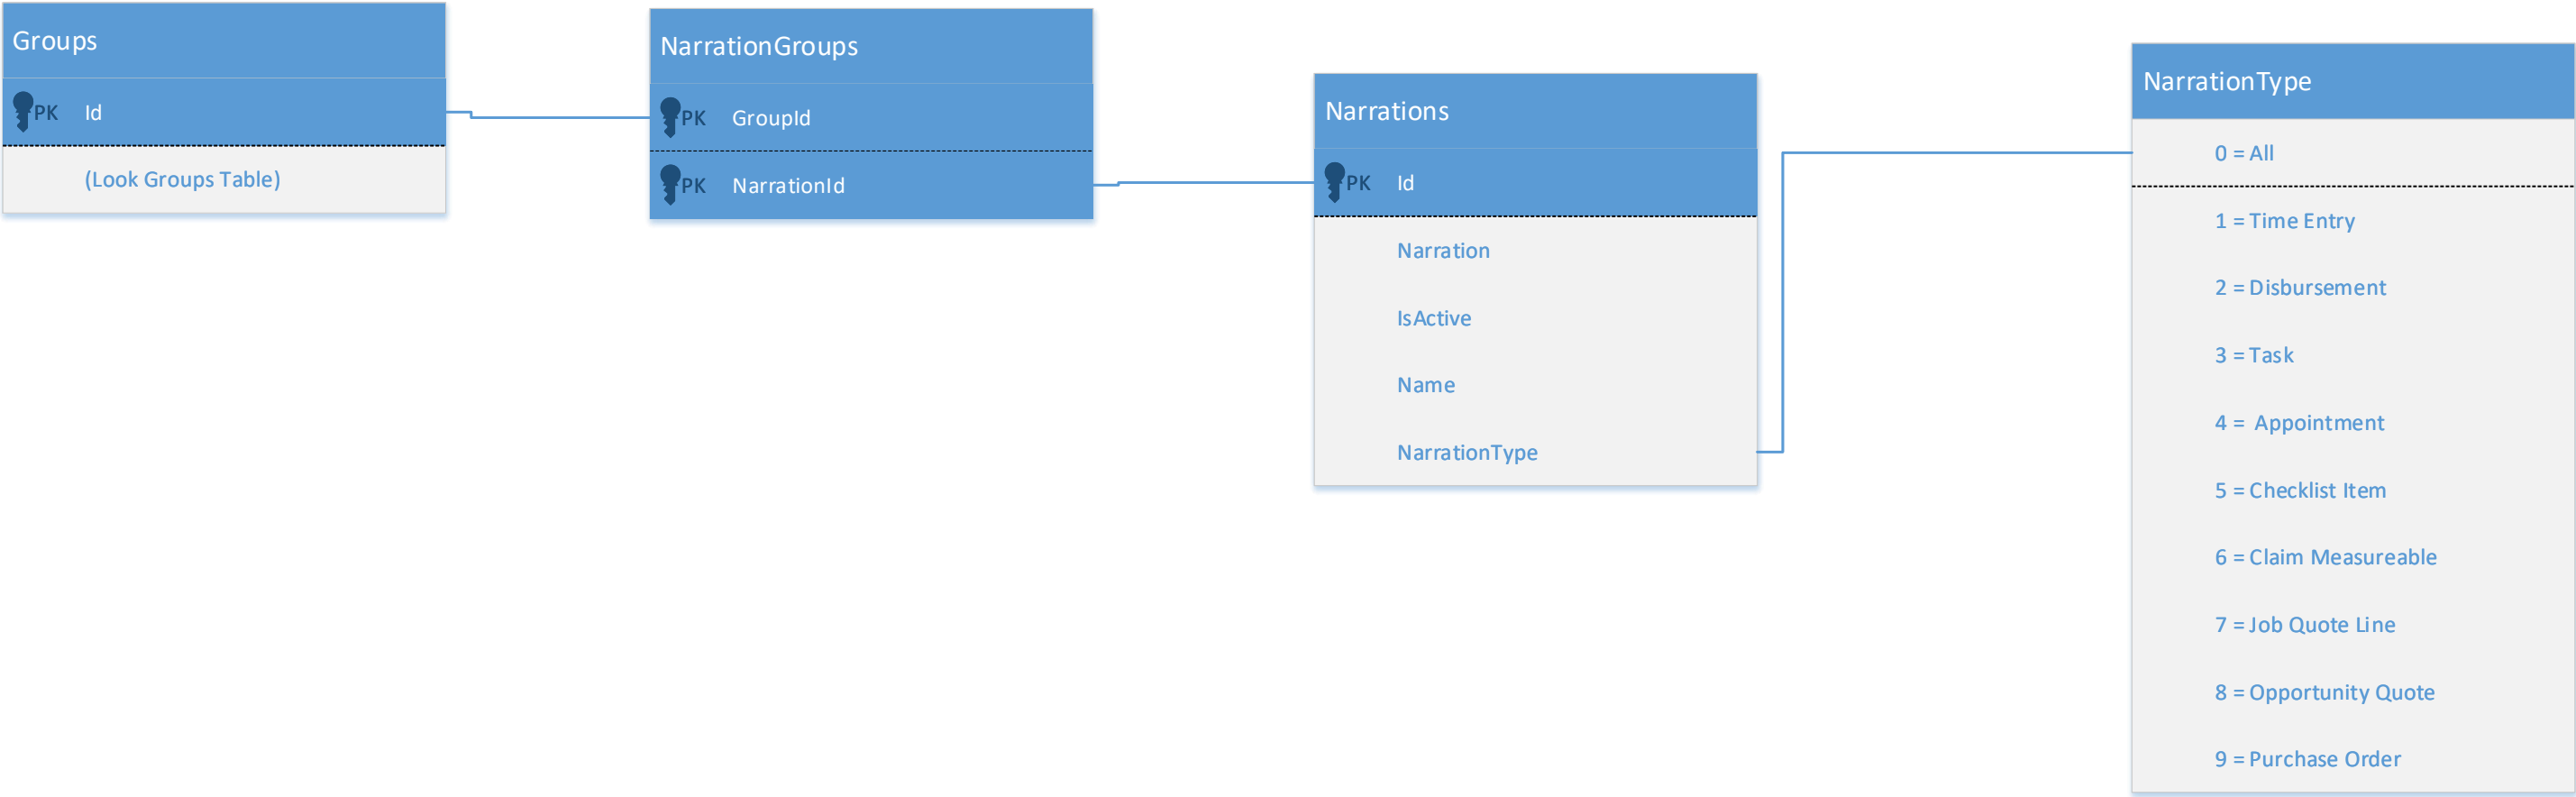 Groups
PK Id
(Look Groups Table)
NarrationGroups
PK GroupId
PK NarrationId
Narrations
PK Id
Narration
IsActive
Name
NarrationType
NarrationType
0 = All
1 = Time Entry
2 = Disbursement
3 = Task
4 = Appointment
5 = Checklist Item
6 = Claim Measureable
7 = Job Quote Line
8 = Opportunity Quote
9 = Purchase Order